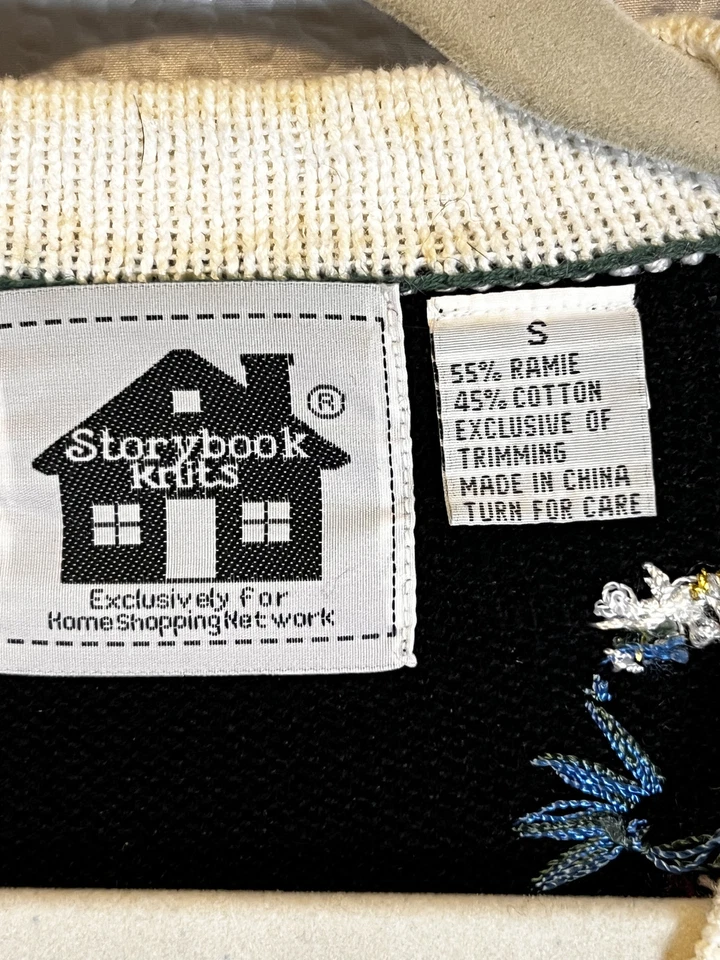 Storybook
Knits
®
Exclusively for
HomeShoppingNetwork
S
55% RAMIE
45% COTTON
EXCLUSIVE OF
TRIMMING
MADE IN CHINA
TURN FOR CARE